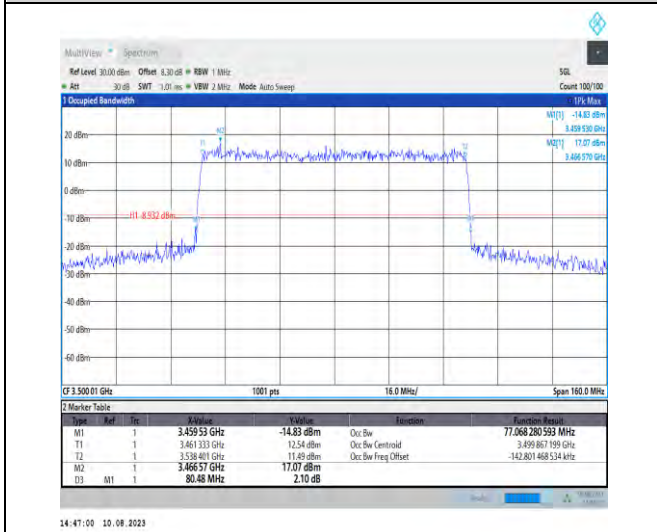 MultiView Spectrum
Ref Level 30.00 dBm Offset 8.30 dB RBW 1 MHz SGL
Att 30 dB SWT 1.01 ms VBW 2 MHz Mode Auto Sweep Count 100/100
1 Occupied Bandwidth 1Pk Max
M1[1] -14.83 dBm
3.459 530 GHz
M2[1] 17.07 dBm
3.466 570 GHz
M2
20 dBm
T1
T2
10 dBm
0 dBm
-10 dBm
H1 -8.932 dBm
-20 dBm
-30 dBm
-40 dBm
-50 dBm
-60 dBm
CF 3.500 01 GHz 1001 pts 16.0 MHz/ Span 160.0 MHz
2 Marker Table
Type Ref Trc X-Value Y-Value Function Function Result
M1 1 3.459 53 GHz -14.83 dBm Occ Bw 77.068 280 593 MHz
T1 1 3.461 333 GHz 12.54 dBm Occ Bw Centroid 3.499 867 199 GHz
T2 1 3.538 401 GHz 11.49 dBm Occ Bw Freq Offset -142.801 468 534 kHz
M2 1 3.466 57 GHz 17.07 dBm
D3 M1 1 80.48 MHz 2.10 dB
14:47:00 10.08.2023